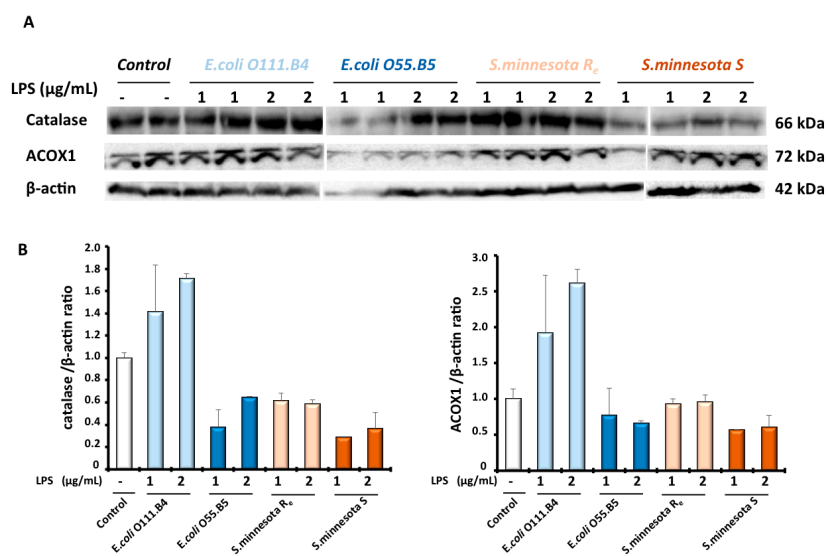 A
Control E.coli O111.B4 E.coli O55.B5 S.minnesota Re S.minnesota S
LPS (μg/mL) - - 1 1 2 2 1 1 2 2 1 1 2 2 1 1 2 2
Catalase 66 kDa
ACOX1 72 kDa
β-actin 42 kDa
B
catalase /β-actin ratio
2.0
1.8
1.6
1.4
1.2
1.0
0.8
0.6
0.4
0.2
0
LPS (μg/mL) - 1 2 1 2 1 2 1 2
Control
E.coli O111.B4
E.coli O55.B5
S.minnesota Re
S.minnesota S
ACOX1 /β-actin ratio
3.0
2.5
2.0
1.5
1.0
0.5
0.0
LPS (μg/mL) - 1 2 1 2 1 2 1 2
Control
E.coli O111.B4
E.coli O55.B5
S.minnesota Re
S.minnesota S